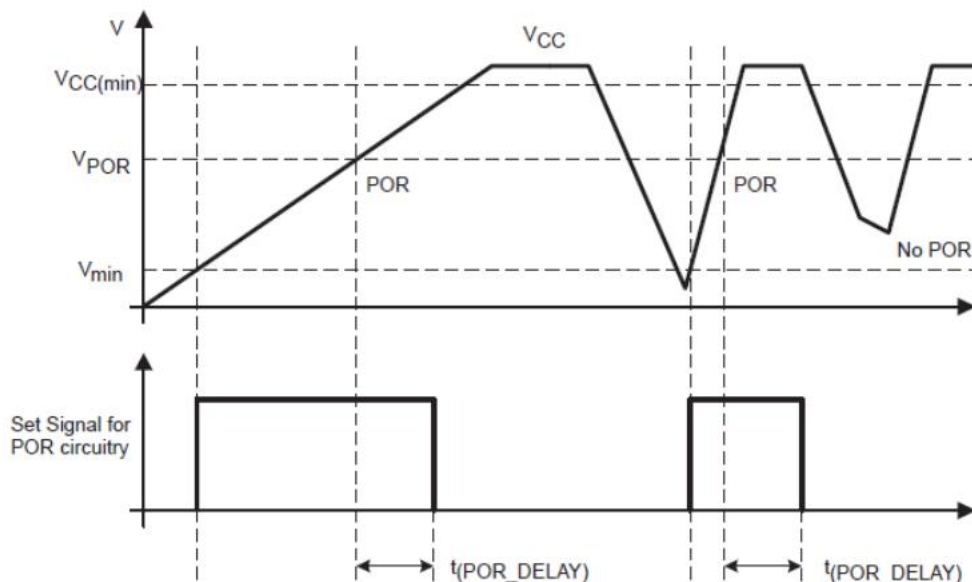 V
VCC
VCC(min)
VPOR
POR
POR
Vmin
No POR
Set Signal for
POR circuitry
t(POR_DELAY)
t(POR_DELAY)